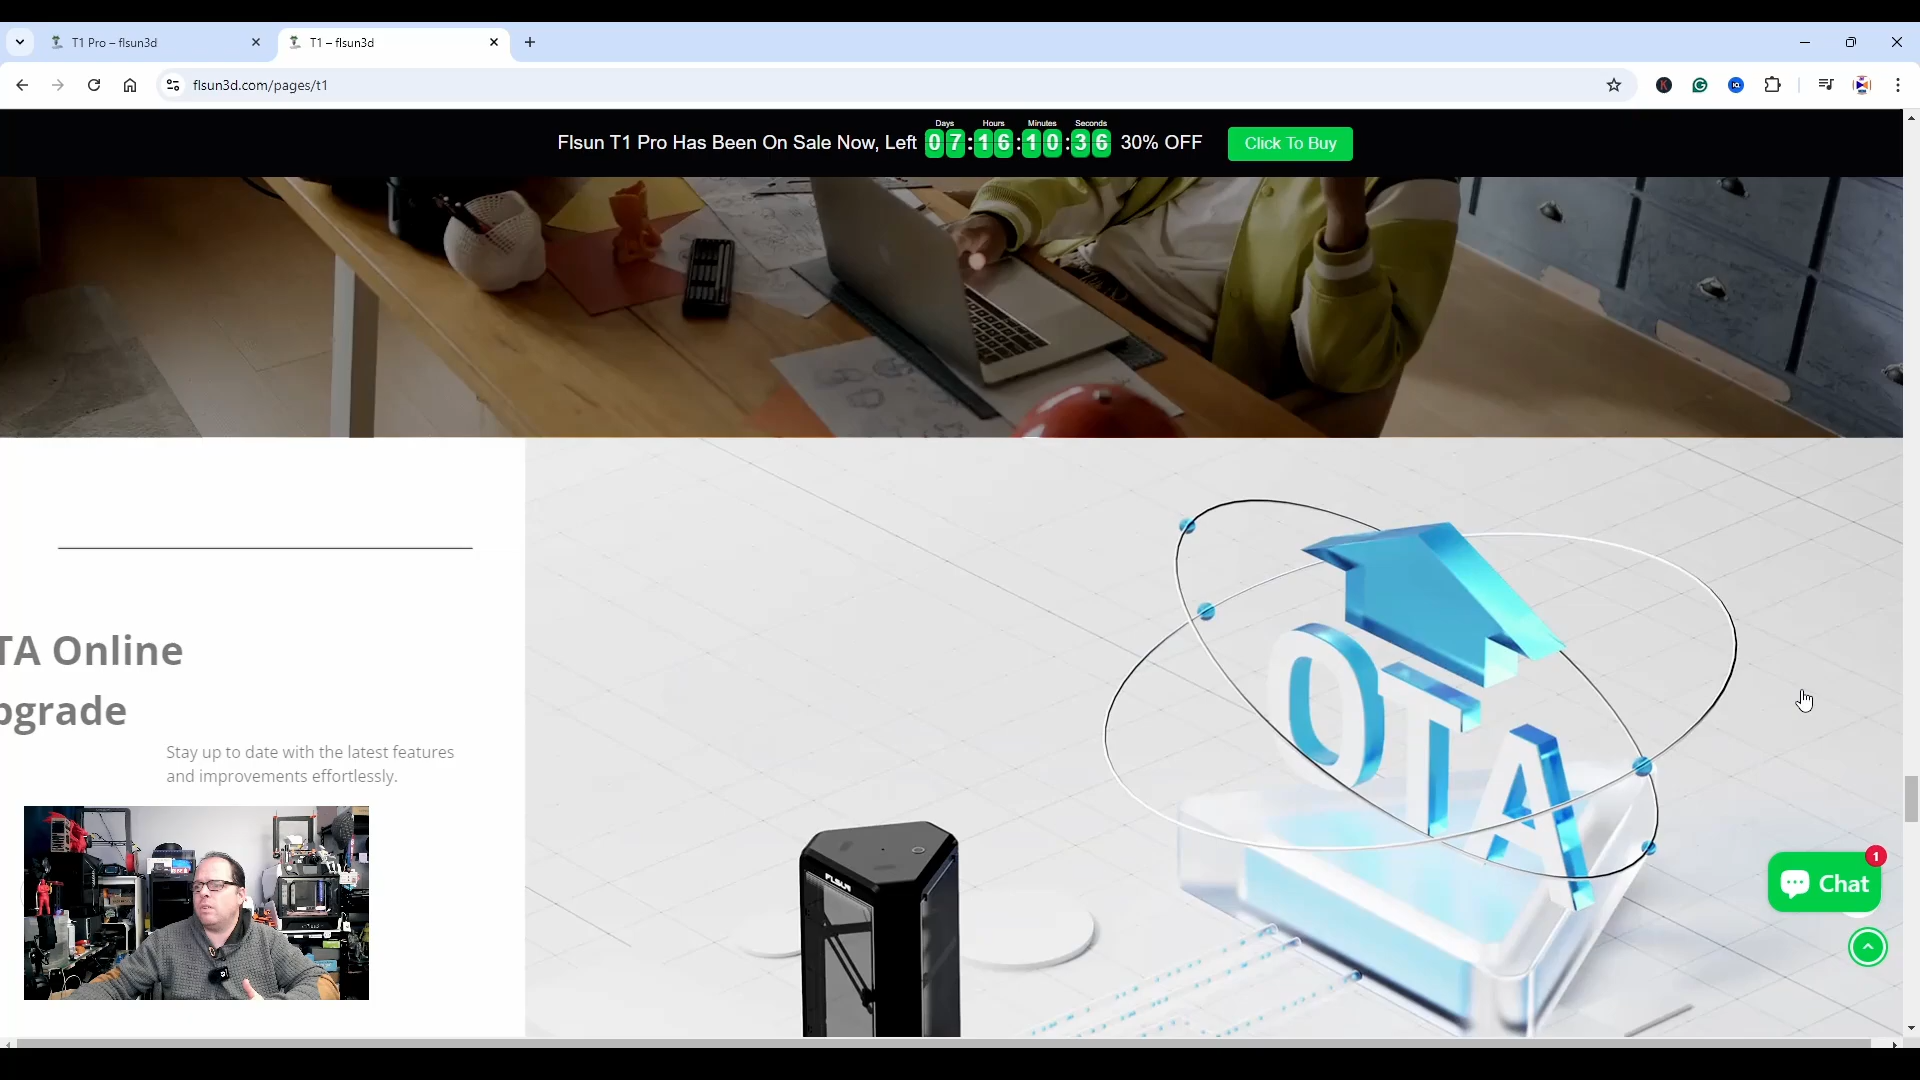 T1 Pro – flsun3d
T1 – flsun3d
flsun3d.com/pages/t1
Flsun T1 Pro Has Been On Sale Now, Left
Days Hours Minutes Seconds
07:16:10:36
30% OFF
Click To Buy
TA Online
pgrade
Stay up to date with the latest features
and improvements effortlessly.
OTA
FLSUN
1
Chat